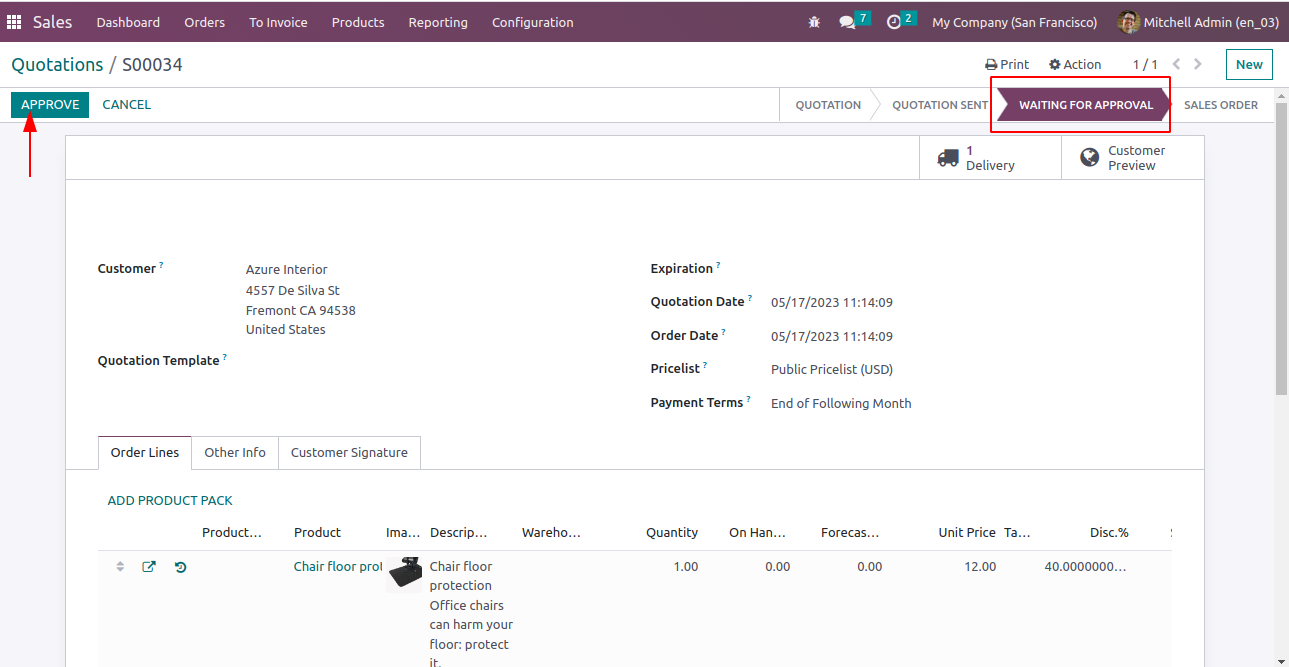 Sales Dashboard Orders To Invoice Products Reporting Configuration 7 2 My Company (San Francisco) Mitchell Admin (en_03)
Quotations / S00034 Print Action 1 / 1 New
APPROVE CANCEL QUOTATION QUOTATION SENT WAITING FOR APPROVAL SALES ORDER
1 Delivery
Customer Preview
Customer ? Azure Interior
4557 De Silva St
Fremont CA 94538
United States
Quotation Template ?
Expiration ?
Quotation Date ? 05/17/2023 11:14:09
Order Date ? 05/17/2023 11:14:09
Pricelist ? Public Pricelist (USD)
Payment Terms ? End of Following Month
Order Lines Other Info Customer Signature
ADD PRODUCT PACK
Product... Product Ima... Descrip... Wareho... Quantity On Han... Forecas... Unit Price Ta... Disc.%
Chair floor prot Chair floor 1.00 0.00 0.00 12.00 40.0000000...
protection
Office chairs
can harm your
floor: protect
it.